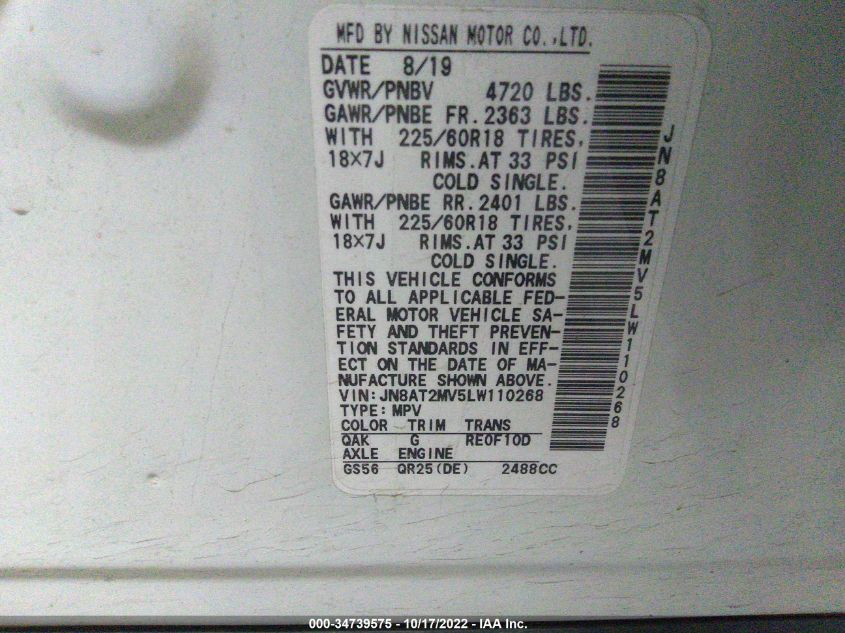 MFD BY NISSAN MOTOR CO.,LTD.
DATE 8/19
GVWR/PNBV 4720 LBS.
GAWR/PNBE FR. 2363 LBS.
WITH 225/60R18 TIRES,
18×7J RIMS.AT 33 PSI
COLD SINGLE.
GAWR/PNBE RR. 2401 LBS.
WITH 225/60R18 TIRES,
18×7J RIMS.AT 33 PSI
COLD SINGLE.
THIS VEHICLE CONFORMS
TO ALL APPLICABLE FED-
ERAL MOTOR VEHICLE SA-
FETY AND THEFT PREVEN-
TION STANDARDS IN EFF-
ECT ON THE DATE OF MA-
NUFACTURE SHOWN ABOVE.
VIN:JN8AT2MV5LW110268
TYPE:MPV
COLOR TRIM TRANS
QAK G RE0F10D
AXLE ENGINE
GS56 QR25(DE) 2488CC
JN8AT2MV5LW110268
000-34739575 - 10/17/2022 - IAA Inc.